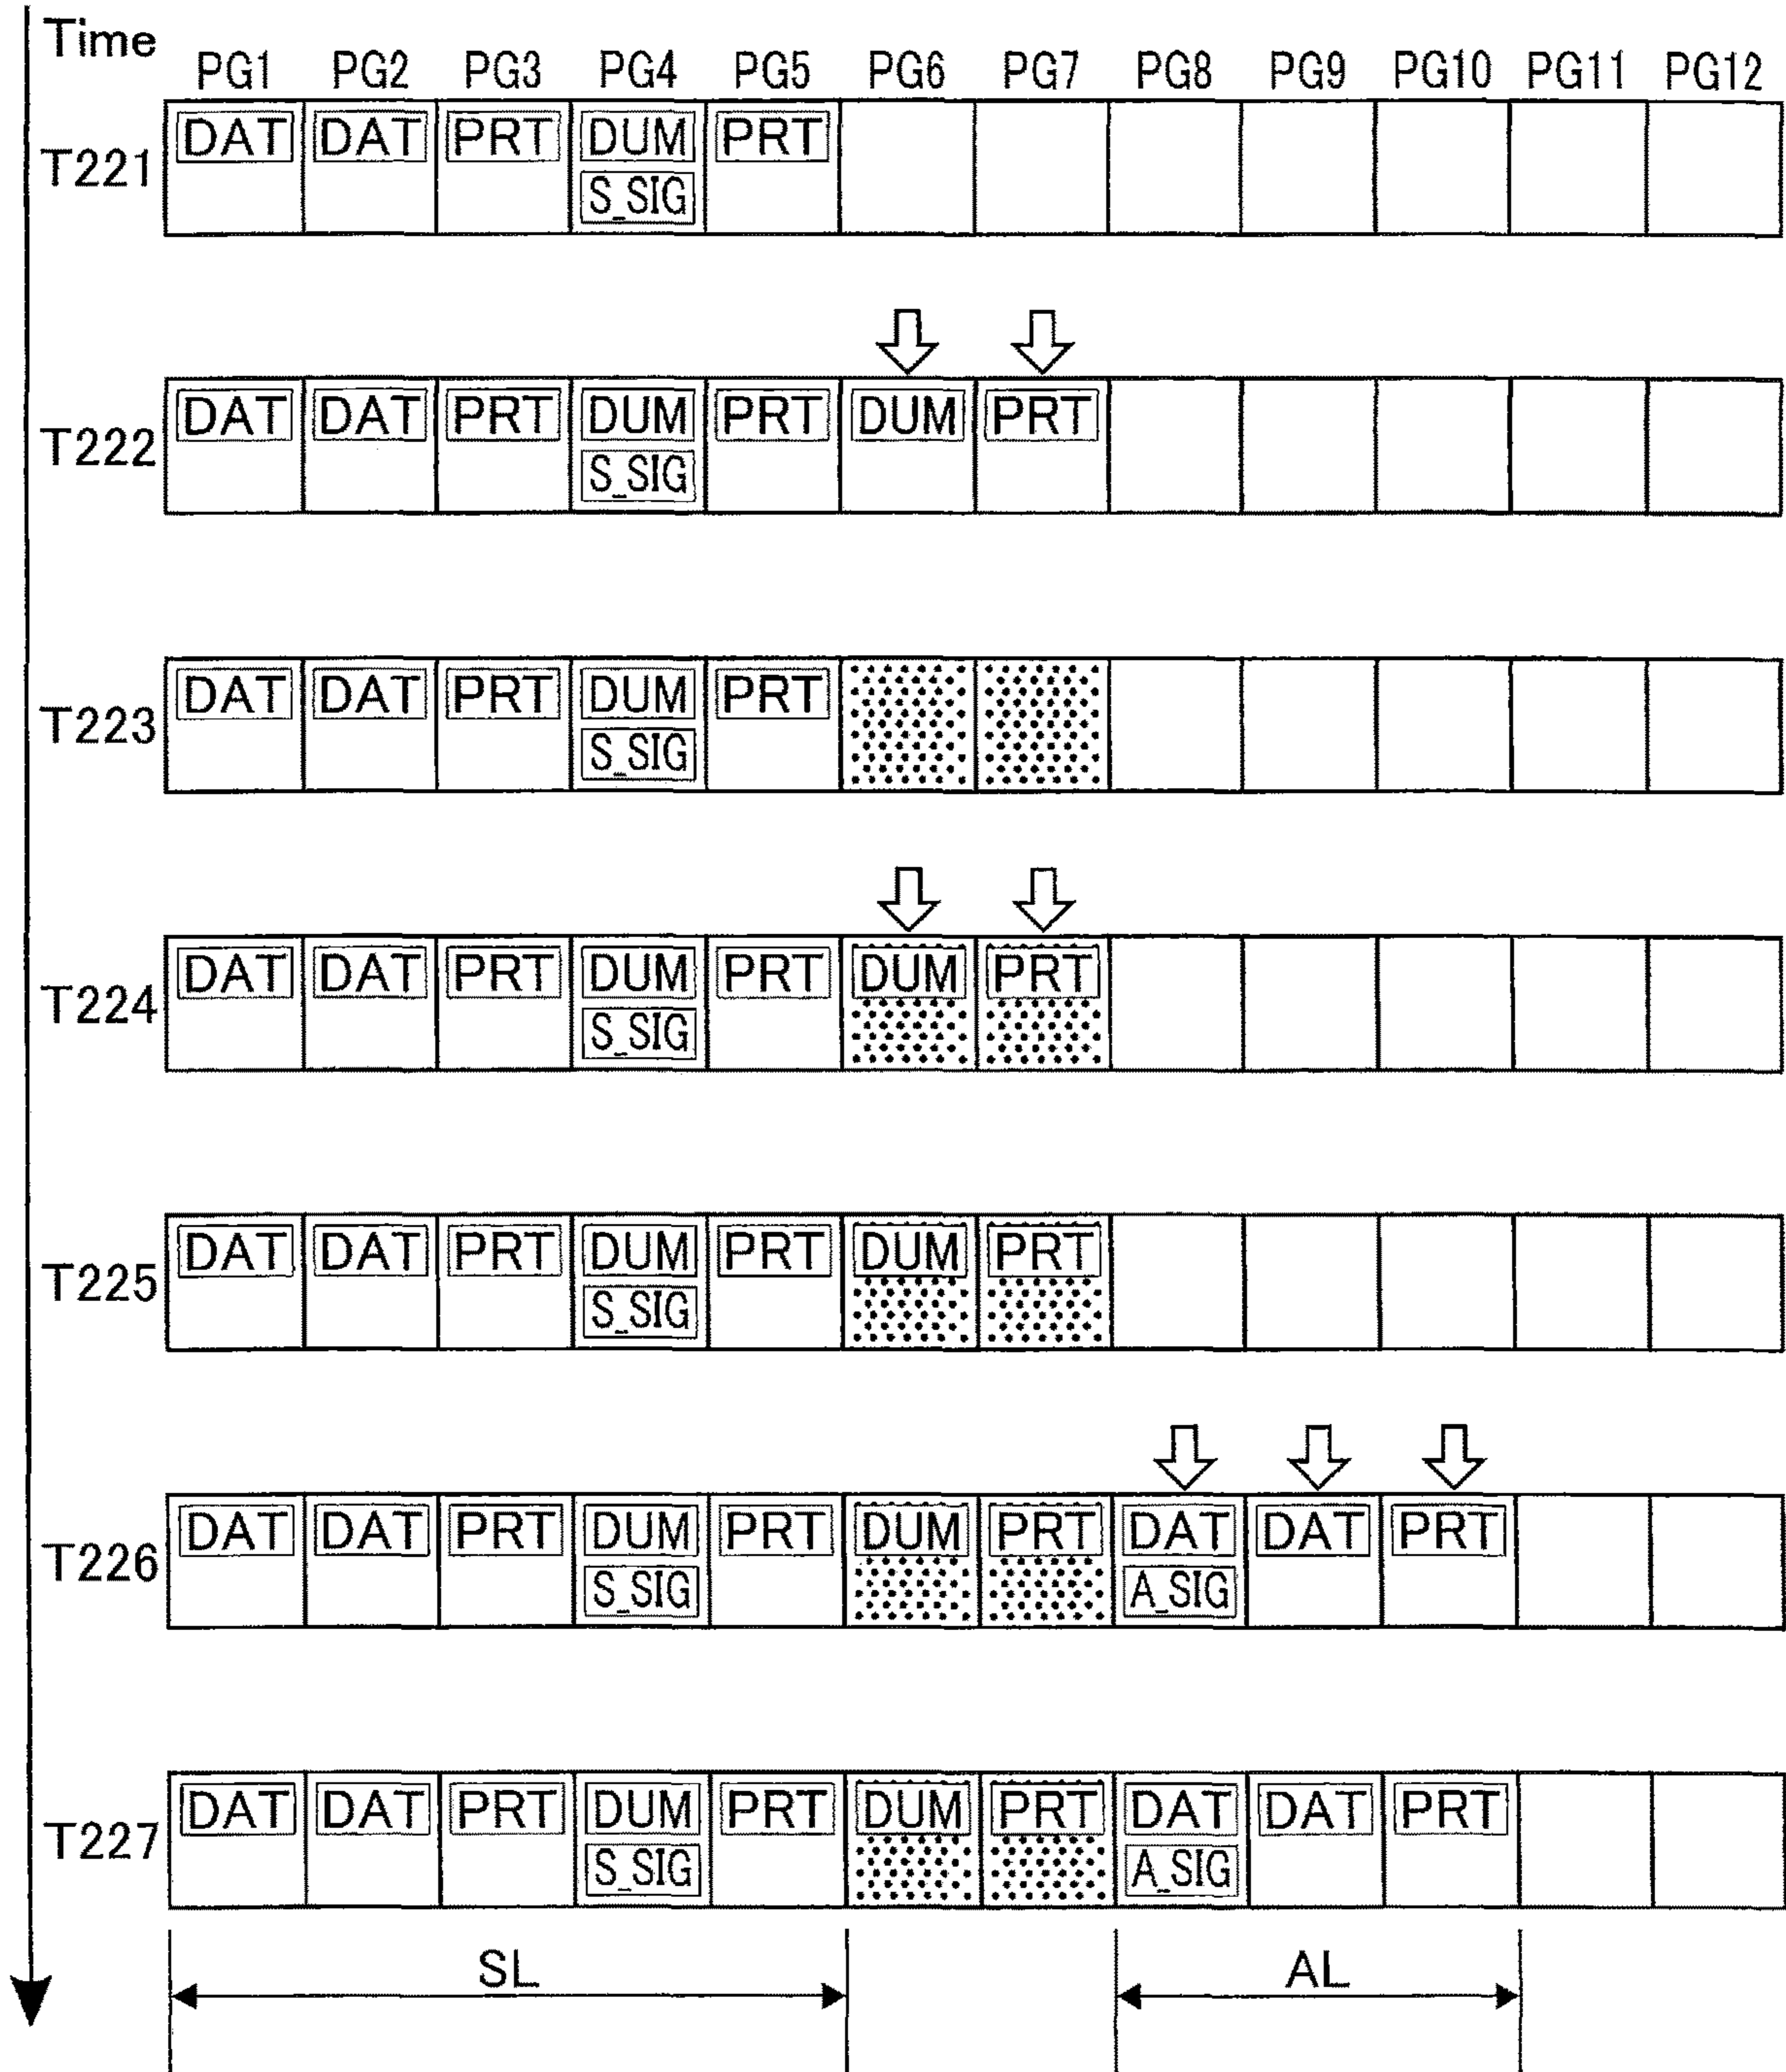 Time
PG1 PG2 PG3 PG4 PG5 PG6 PG7 PG8 PG9 PG10 PG11 PG12
T221 DAT DAT PRT DUM PRT
S_SIG
T222 DAT DAT PRT DUM PRT DUM PRT
S_SIG
T223 DAT DAT PRT DUM PRT
S_SIG
T224 DAT DAT PRT DUM PRT DUM PRT
S_SIG
T225 DAT DAT PRT DUM PRT DUM PRT
S_SIG
T226 DAT DAT PRT DUM PRT DUM PRT DAT DAT PRT
S_SIG A_SIG
T227 DAT DAT PRT DUM PRT DUM PRT DAT DAT PRT
S_SIG A_SIG
SL AL